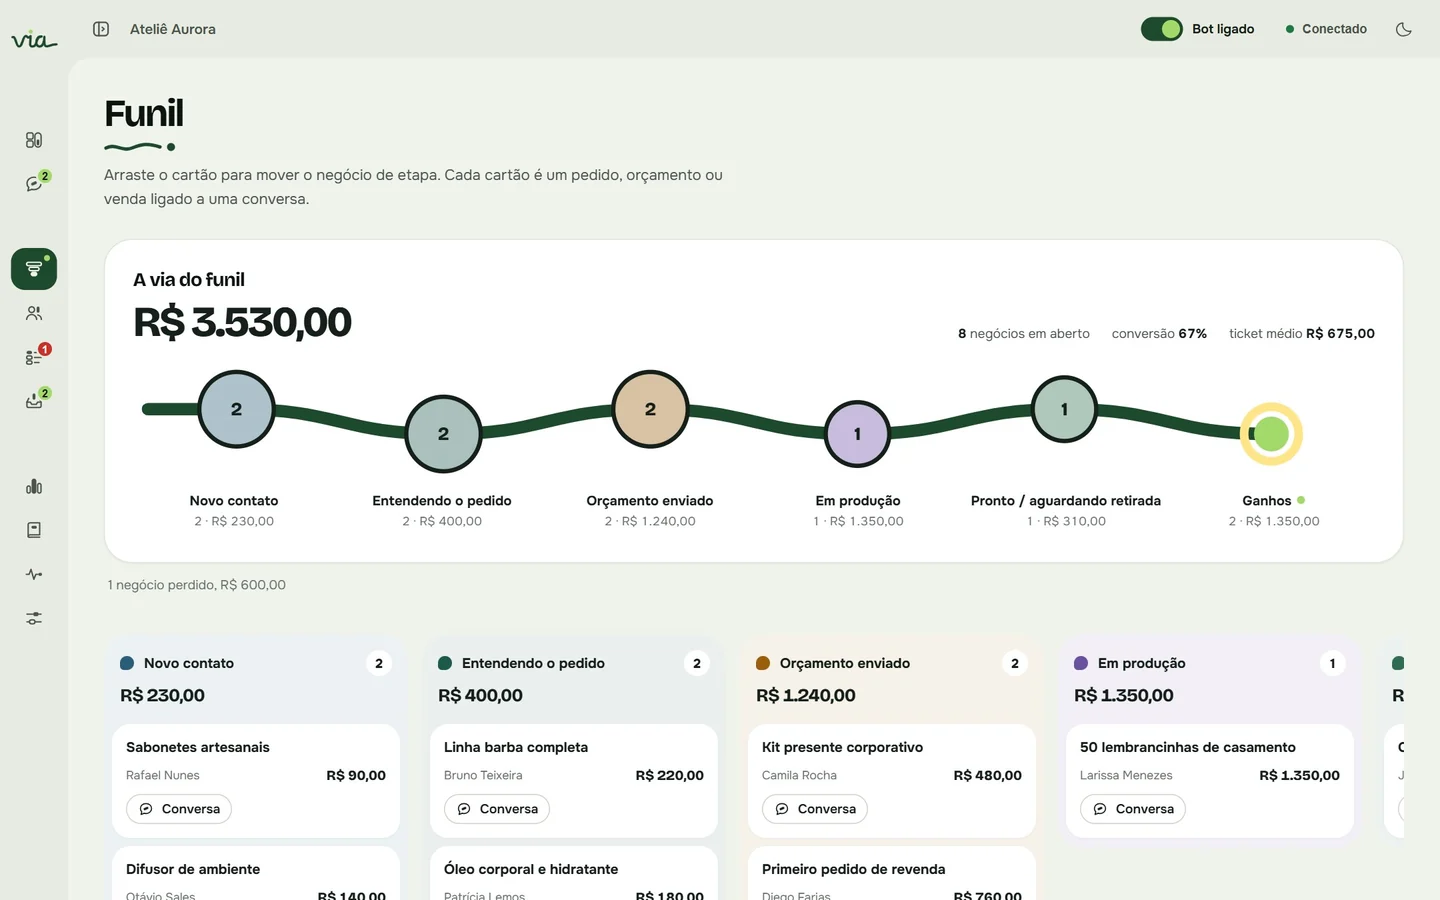 via
Ateliê Aurora
Bot ligado
Conectado
2
1
2
Funil
Arraste o cartão para mover o negócio de etapa. Cada cartão é um pedido, orçamento ou
venda ligado a uma conversa.
A via do funil
R$ 3.530,00
8 negócios em aberto conversão 67% ticket médio R$ 675,00
2 2 2 1 1
Novo contato Entendendo o pedido Orçamento enviado Em produção Pronto / aguardando retirada Ganhos
2 · R$ 230,00 2 · R$ 400,00 2 · R$ 1.240,00 1 · R$ 1.350,00 1 · R$ 310,00 2 · R$ 1.350,00
1 negócio perdido, R$ 600,00
Novo contato 2
R$ 230,00
Sabonetes artesanais
Rafael Nunes R$ 90,00
Conversa
Difusor de ambiente
Otávio Sales R$ 140,00
Entendendo o pedido 2
R$ 400,00
Linha barba completa
Bruno Teixeira R$ 220,00
Conversa
Óleo corporal e hidratante
Patrícia Lemos R$ 180,00
Orçamento enviado 2
R$ 1.240,00
Kit presente corporativo
Camila Rocha R$ 480,00
Conversa
Primeiro pedido de revenda
Diego Farias R$ 760,00
Em produção 1
R$ 1.350,00
50 lembrancinhas de casamento
Larissa Menezes R$ 1.350,00
Conversa